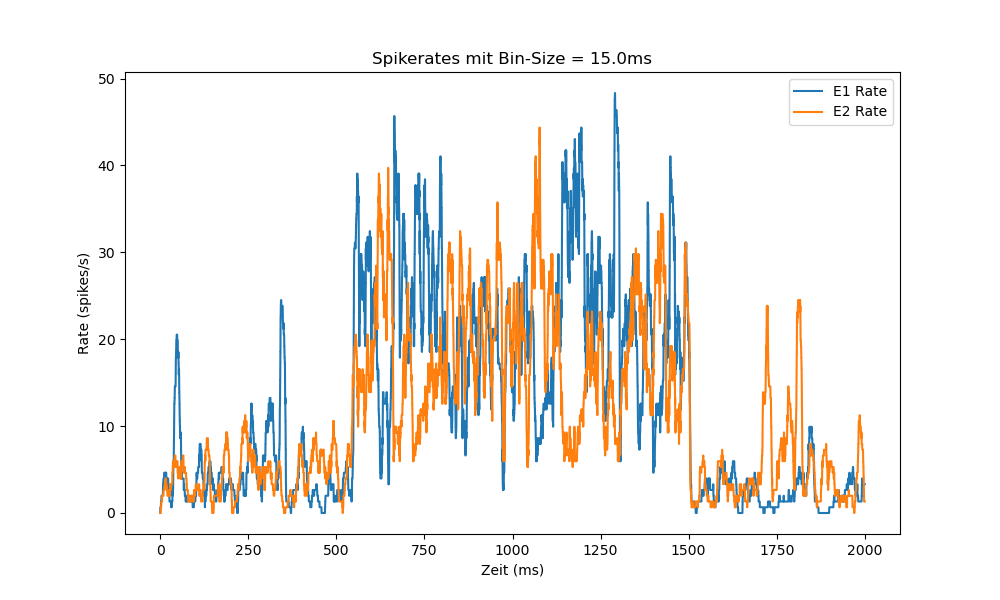 Spikerates mit Bin-Size = 15.0ms
E1 Rate
E2 Rate
Rate (spikes/s)
50
40
30
20
10
0
0 250 500 750 1000 1250 1500 1750 2000
Zeit (ms)